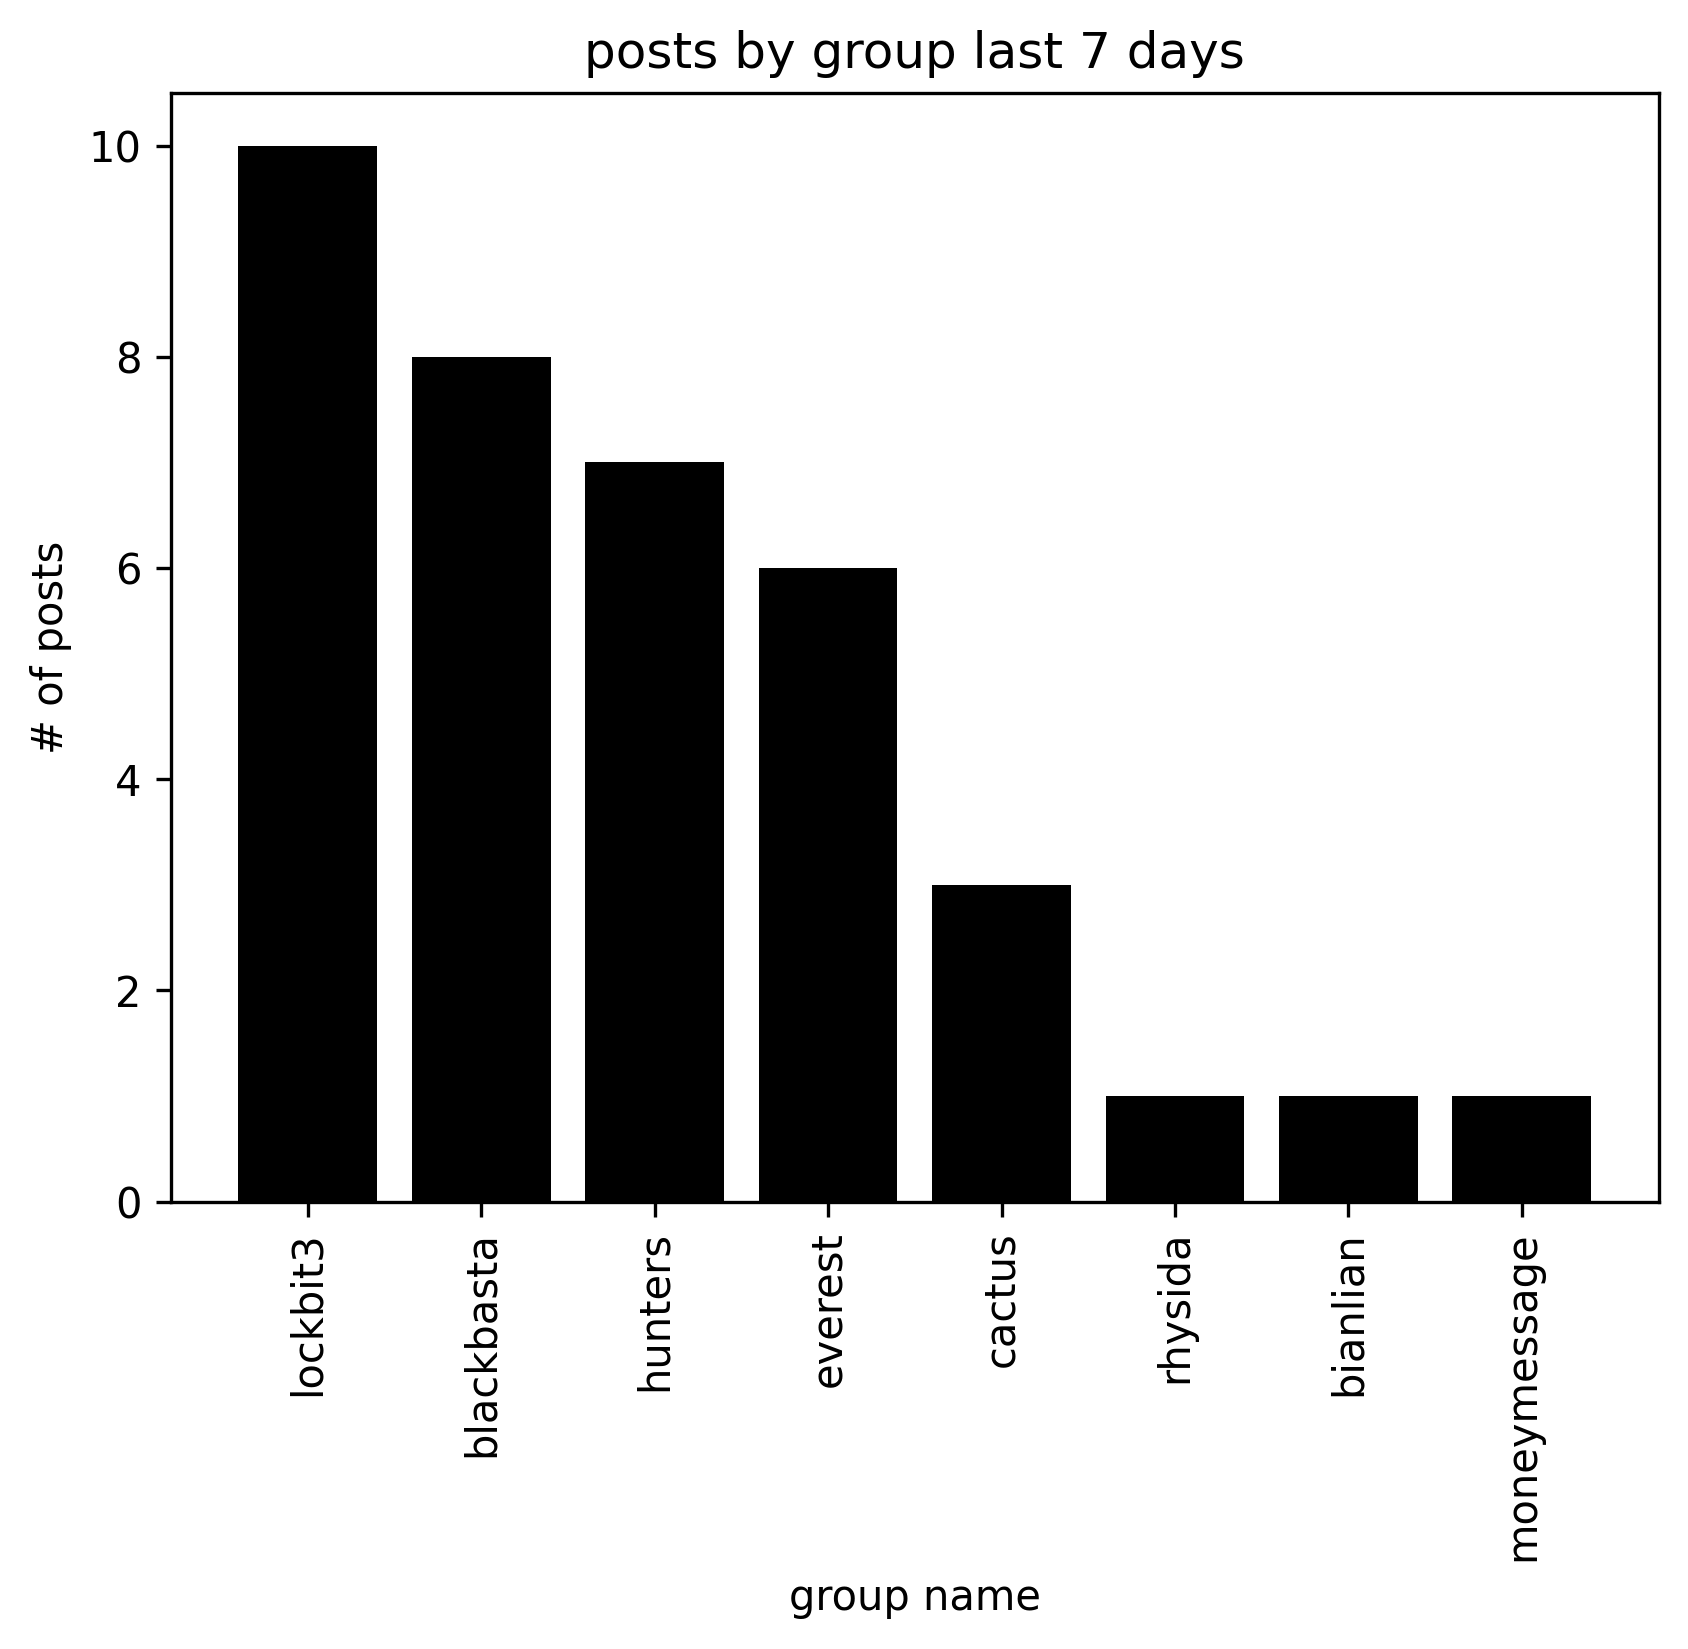 posts by group last 7 days
10
8
6
4
2
0
# of posts
lockbit3
blackbasta
hunters
everest
cactus
rhysida
bianlian
moneymessage
group name